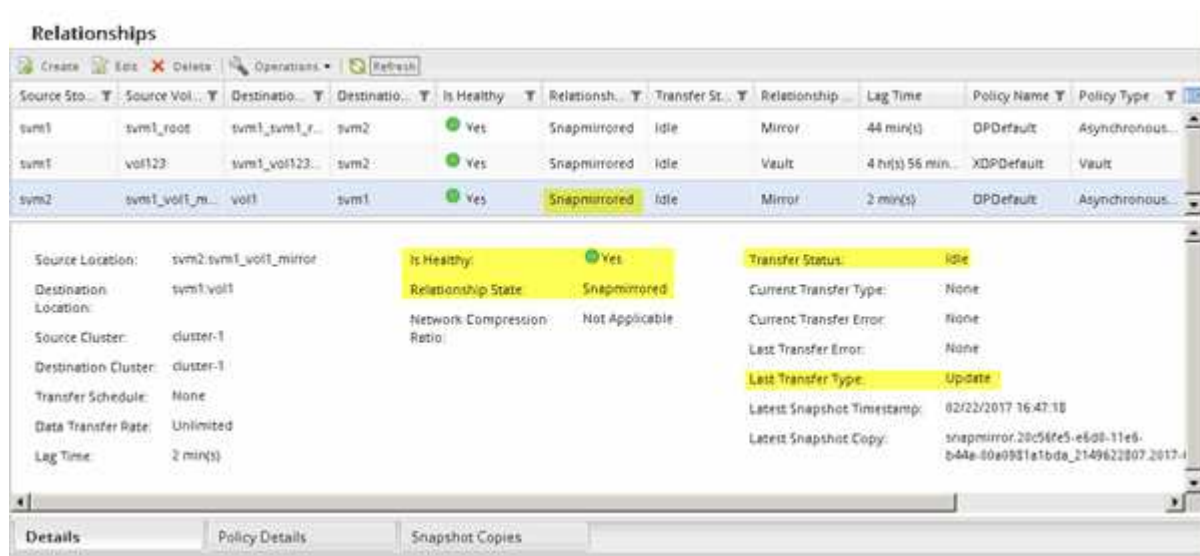 Relationships
Create Edit Delete Operations Refresh
Source Sto... Source Vol... Destinatio... Destinatio... Is Healthy Relationsh... Transfer St... Relationship ... Lag Time Policy Name Policy Type
svm1 svm1_root svm1_svm1_r... svm2 Yes Snapmirrored Idle Mirror 44 min(s) DPDefault Asynchronous...
svm1 vol123 svm1_vol123... svm2 Yes Snapmirrored Idle Vault 4 hr(s) 56 min... XDPDefault Vault
svm2 svm1_vol1_m... vol1 svm1 Yes Snapmirrored Idle Mirror 2 min(s) DPDefault Asynchronous...
Source Location: svm2:svm1_vol1_mirror
Destination Location: svm1:vol1
Source Cluster: cluster-1
Destination Cluster: cluster-1
Transfer Schedule: None
Data Transfer Rate: Unlimited
Lag Time: 2 min(s)
Is Healthy: Yes
Relationship State: Snapmirrored
Network Compression Ratio: Not Applicable
Transfer Status: Idle
Current Transfer Type: None
Current Transfer Error: None
Last Transfer Error: None
Last Transfer Type: Update
Latest Snapshot Timestamp: 02/22/2017 16:47:18
Latest Snapshot Copy: snapmirror.20c56fe5-e6d0-11e6-
b44a-00a0981a1bda_2149622807.2017-
Details Policy Details Snapshot Copies